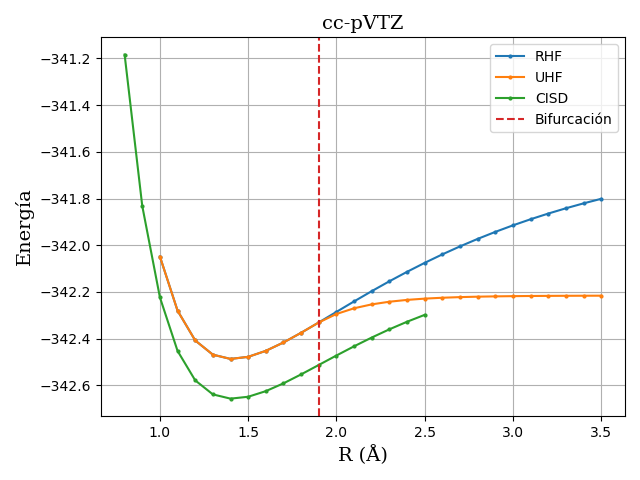 cc-pVTZ
RHF
UHF
CISD
Bifurcación
Energía
−341.2
−341.4
−341.6
−341.8
−342.0
−342.2
−342.4
−342.6
1.0 1.5 2.0 2.5 3.0 3.5
R (Å)